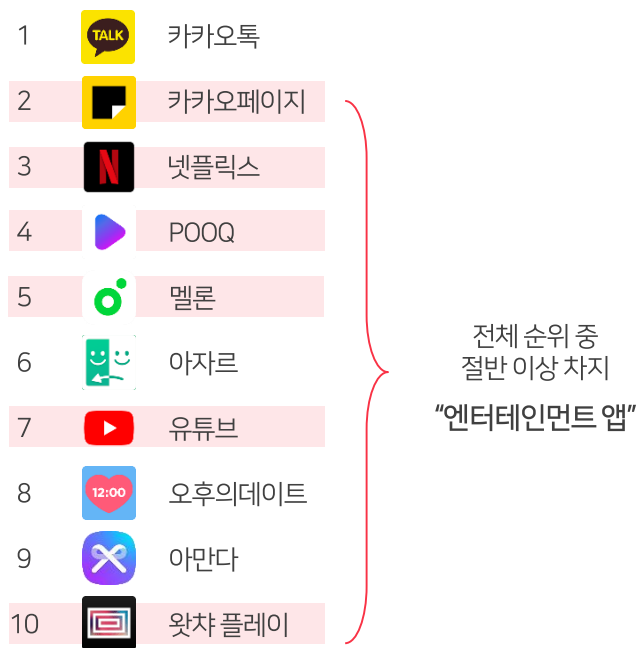 1 TALK 카카오톡
2 카카오페이지
3 N 넷플릭스
4 POOQ
5 멜론
6 아자르
7 유튜브
8 12:00 오후의데이트
9 아만다
10 왓챠 플레이
전체 순위 중
절반 이상 차지
“엔터테인먼트 앱”